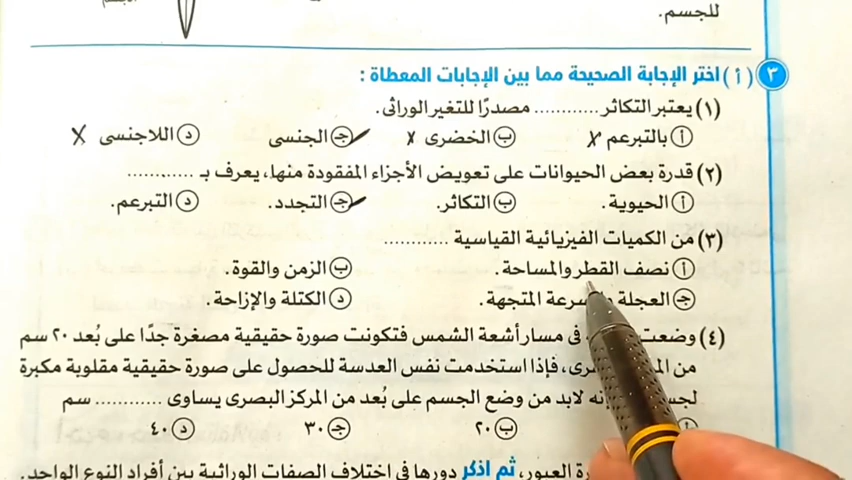 للجسم.
٣ (أ) اختر الإجابة الصحيحة مما بين الإجابات المعطاة :
(١) يعتبر التكاثر ............ مصدرًا للتغير الوراثى.
أ بالتبرعم ب الخضرى ج الجنسى د اللاجنسى
(٢) قدرة بعض الحيوانات على تعويض الأجزاء المفقودة منها، يعرف بـ ............
أ الحيوية. ب التكاثر. ج التجدد. د التبرعم.
(٣) من الكميات الفيزيائية القياسية ............
أ نصف القطر والمساحة. ب الزمن والقوة.
ج العجلة والسرعة المتجهة. د الكتلة والإزاحة.
(٤) وضعت فى مسار أشعة الشمس فتكونت صورة حقيقية مصغرة جدًا على بُعد ٢٠ سم
من، فإذا استخدمت نفس العدسة للحصول على صورة حقيقية مقلوبة مكبرة
لابد من وضع الجسم على بُعد من المركز البصرى يساوى ............ سم
ب ٢٠ ج ٣٠ د ٤٠
العبور، ثم اذكر دورها فى اختلاف الصفات الوراثية بين أفراد النوع الواحد.